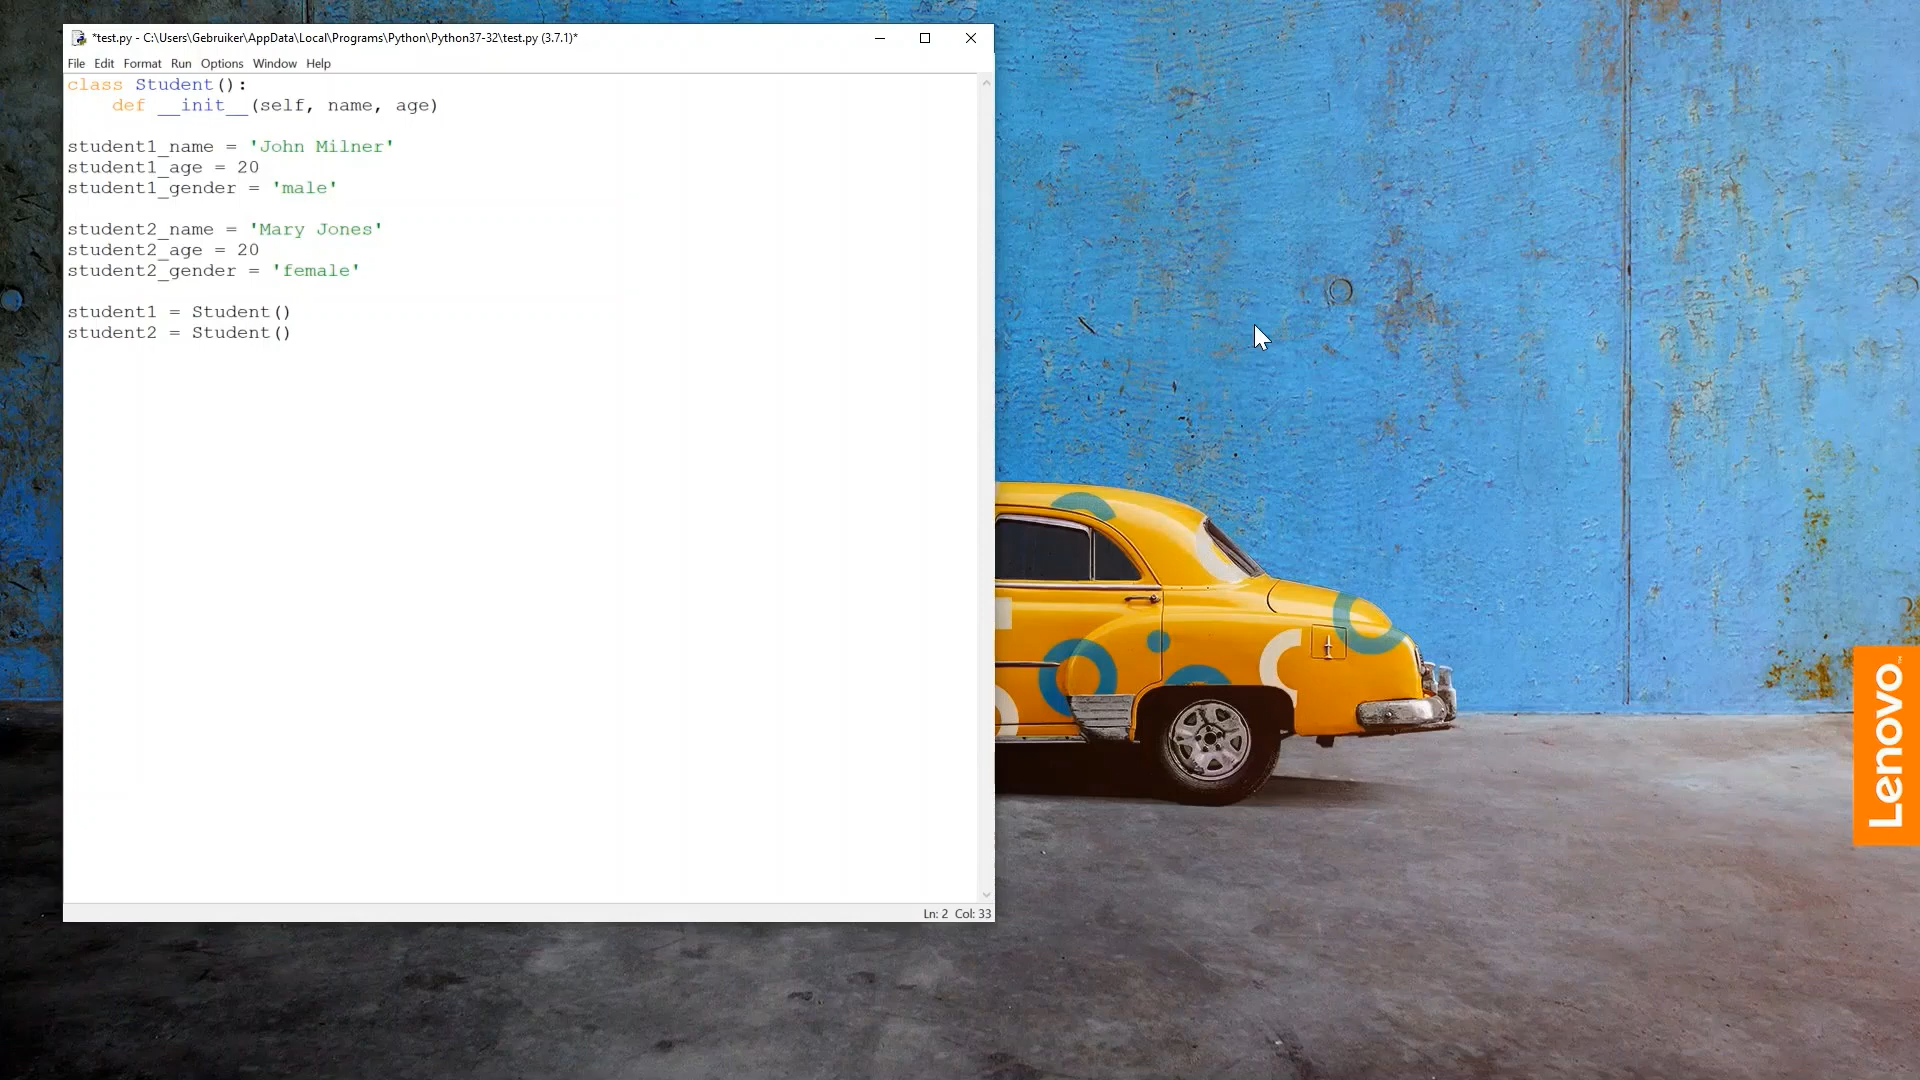 *test.py - C:\Users\Gebruiker\AppData\Local\Programs\Python\Python37-32\test.py (3.7.1)*
File Edit Format Run Options Window Help
class Student():
    def __init__(self, name, age)
student1_name = 'John Milner'
student1_age = 20
student1_gender = 'male'
student2_name = 'Mary Jones'
student2_age = 20
student2_gender = 'female'
student1 = Student()
student2 = Student()
Ln: 2 Col: 33
Lenovo